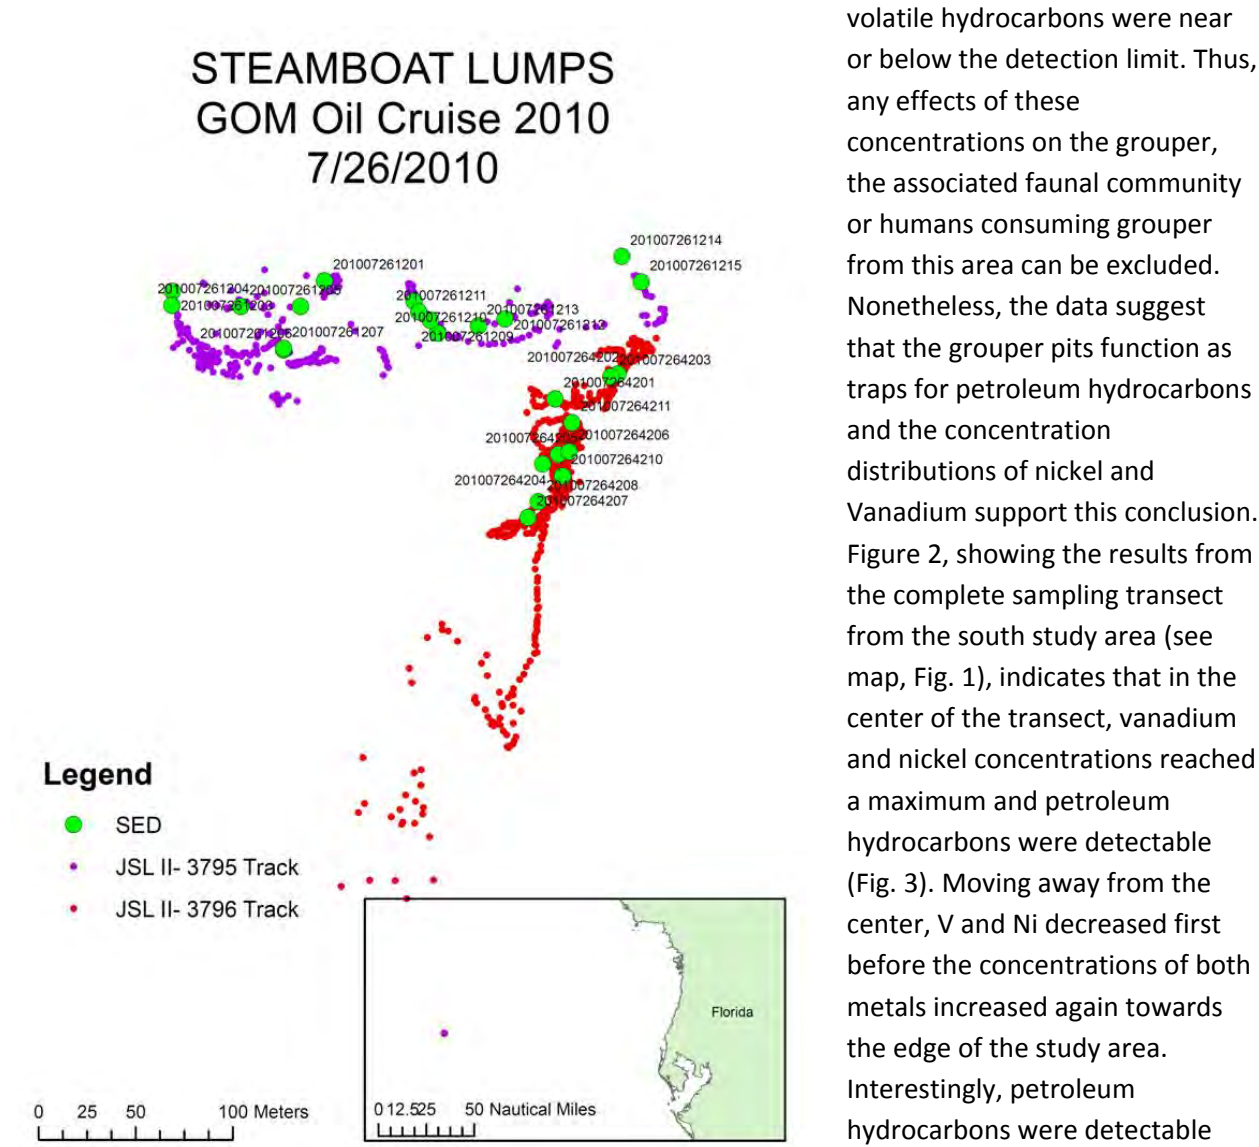 STEAMBOAT LUMPS
GOM Oil Cruise 2010
7/26/2010
201007261214
201007261201
201007261215
201007261204
201007261205
201007261203
201007261211
201007261213
201007261210
201007261212
201007261206
201007261207
201007261209
201007264202
201007264203
201007264201
201007264211
201007264206
201007264210
201007264204
201007264208
201007264207
Legend
SED
JSL II- 3795 Track
JSL II- 3796 Track
Florida
0 25 50 100 Meters
0 12.5 25 50 Nautical Miles
volatile hydrocarbons were near
or below the detection limit. Thus,
any effects of these
concentrations on the grouper,
the associated faunal community
or humans consuming grouper
from this area can be excluded.
Nonetheless, the data suggest
that the grouper pits function as
traps for petroleum hydrocarbons
and the concentration
distributions of nickel and
Vanadium support this conclusion.
Figure 2, showing the results from
the complete sampling transect
from the south study area (see
map, Fig. 1), indicates that in the
center of the transect, vanadium
and nickel concentrations reached
a maximum and petroleum
hydrocarbons were detectable
(Fig. 3). Moving away from the
center, V and Ni decreased first
before the concentrations of both
metals increased again towards
the edge of the study area.
Interestingly, petroleum
hydrocarbons were detectable